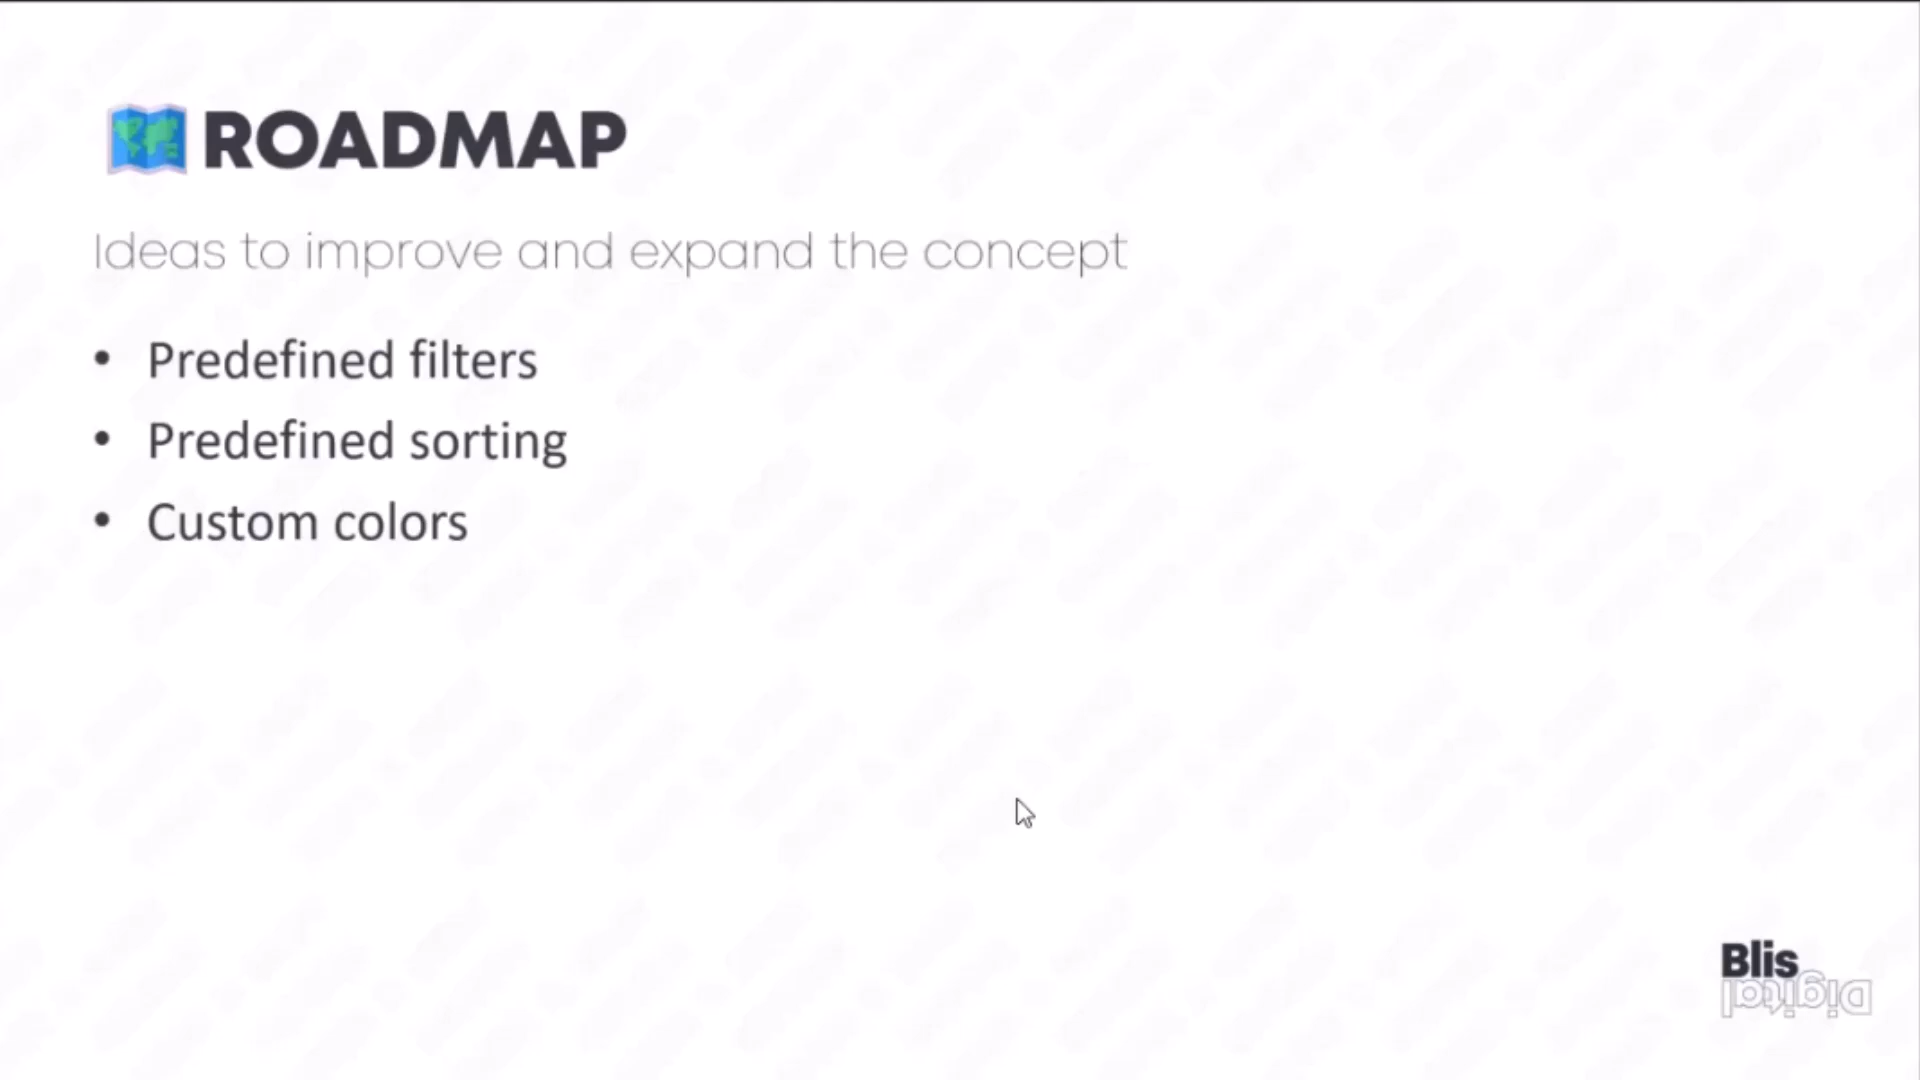 ROADMAP
Ideas to improve and expand the concept
• Predefined filters
• Predefined sorting
• Custom colors
Blis
Digital